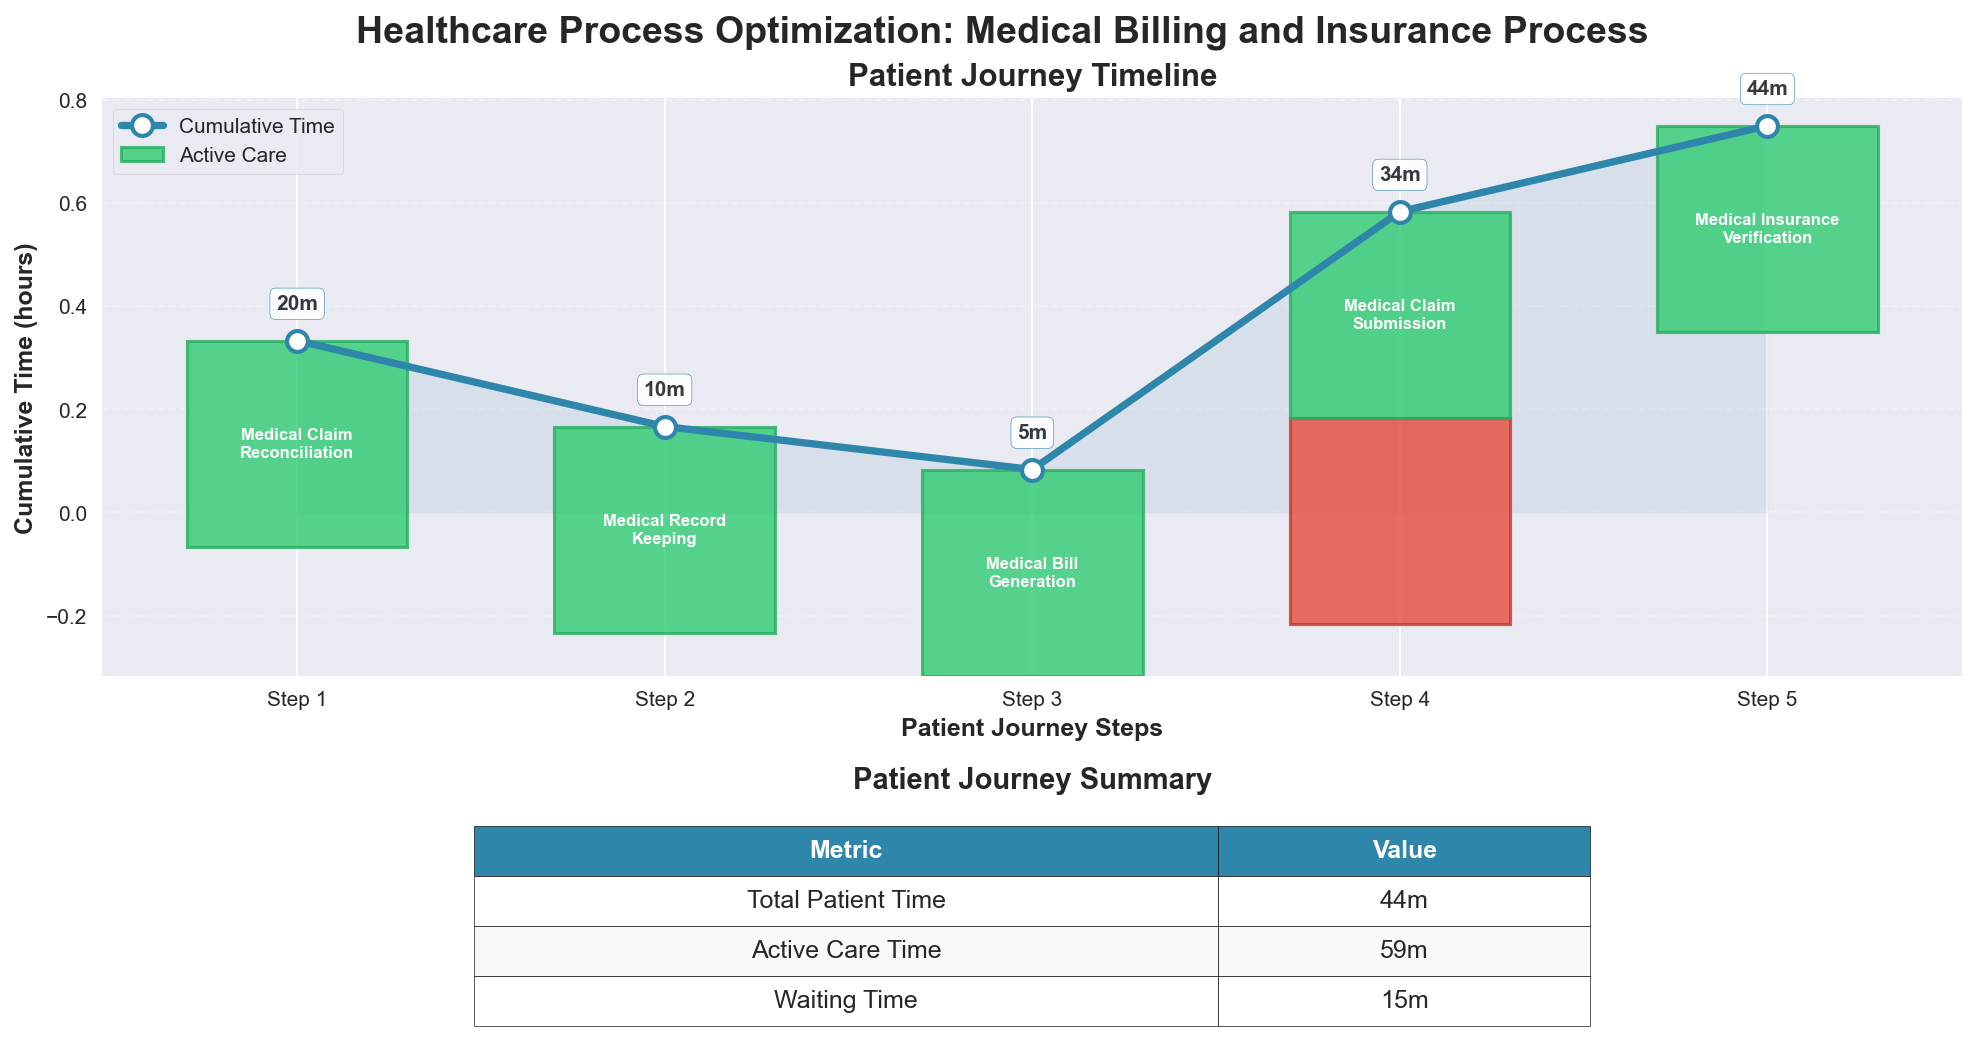 Healthcare Process Optimization: Medical Billing and Insurance Process
Patient Journey Timeline
Cumulative Time (hours)
0.8
0.6
0.4
0.2
0.0
−0.2
Cumulative Time
Active Care
20m
10m
5m
34m
44m
Medical Claim
Reconciliation
Medical Record
Keeping
Medical Bill
Generation
Medical Claim
Submission
Medical Insurance
Verification
Step 1
Step 2
Step 3
Step 4
Step 5
Patient Journey Steps
Patient Journey Summary
Metric Value
Total Patient Time 44m
Active Care Time 59m
Waiting Time 15m